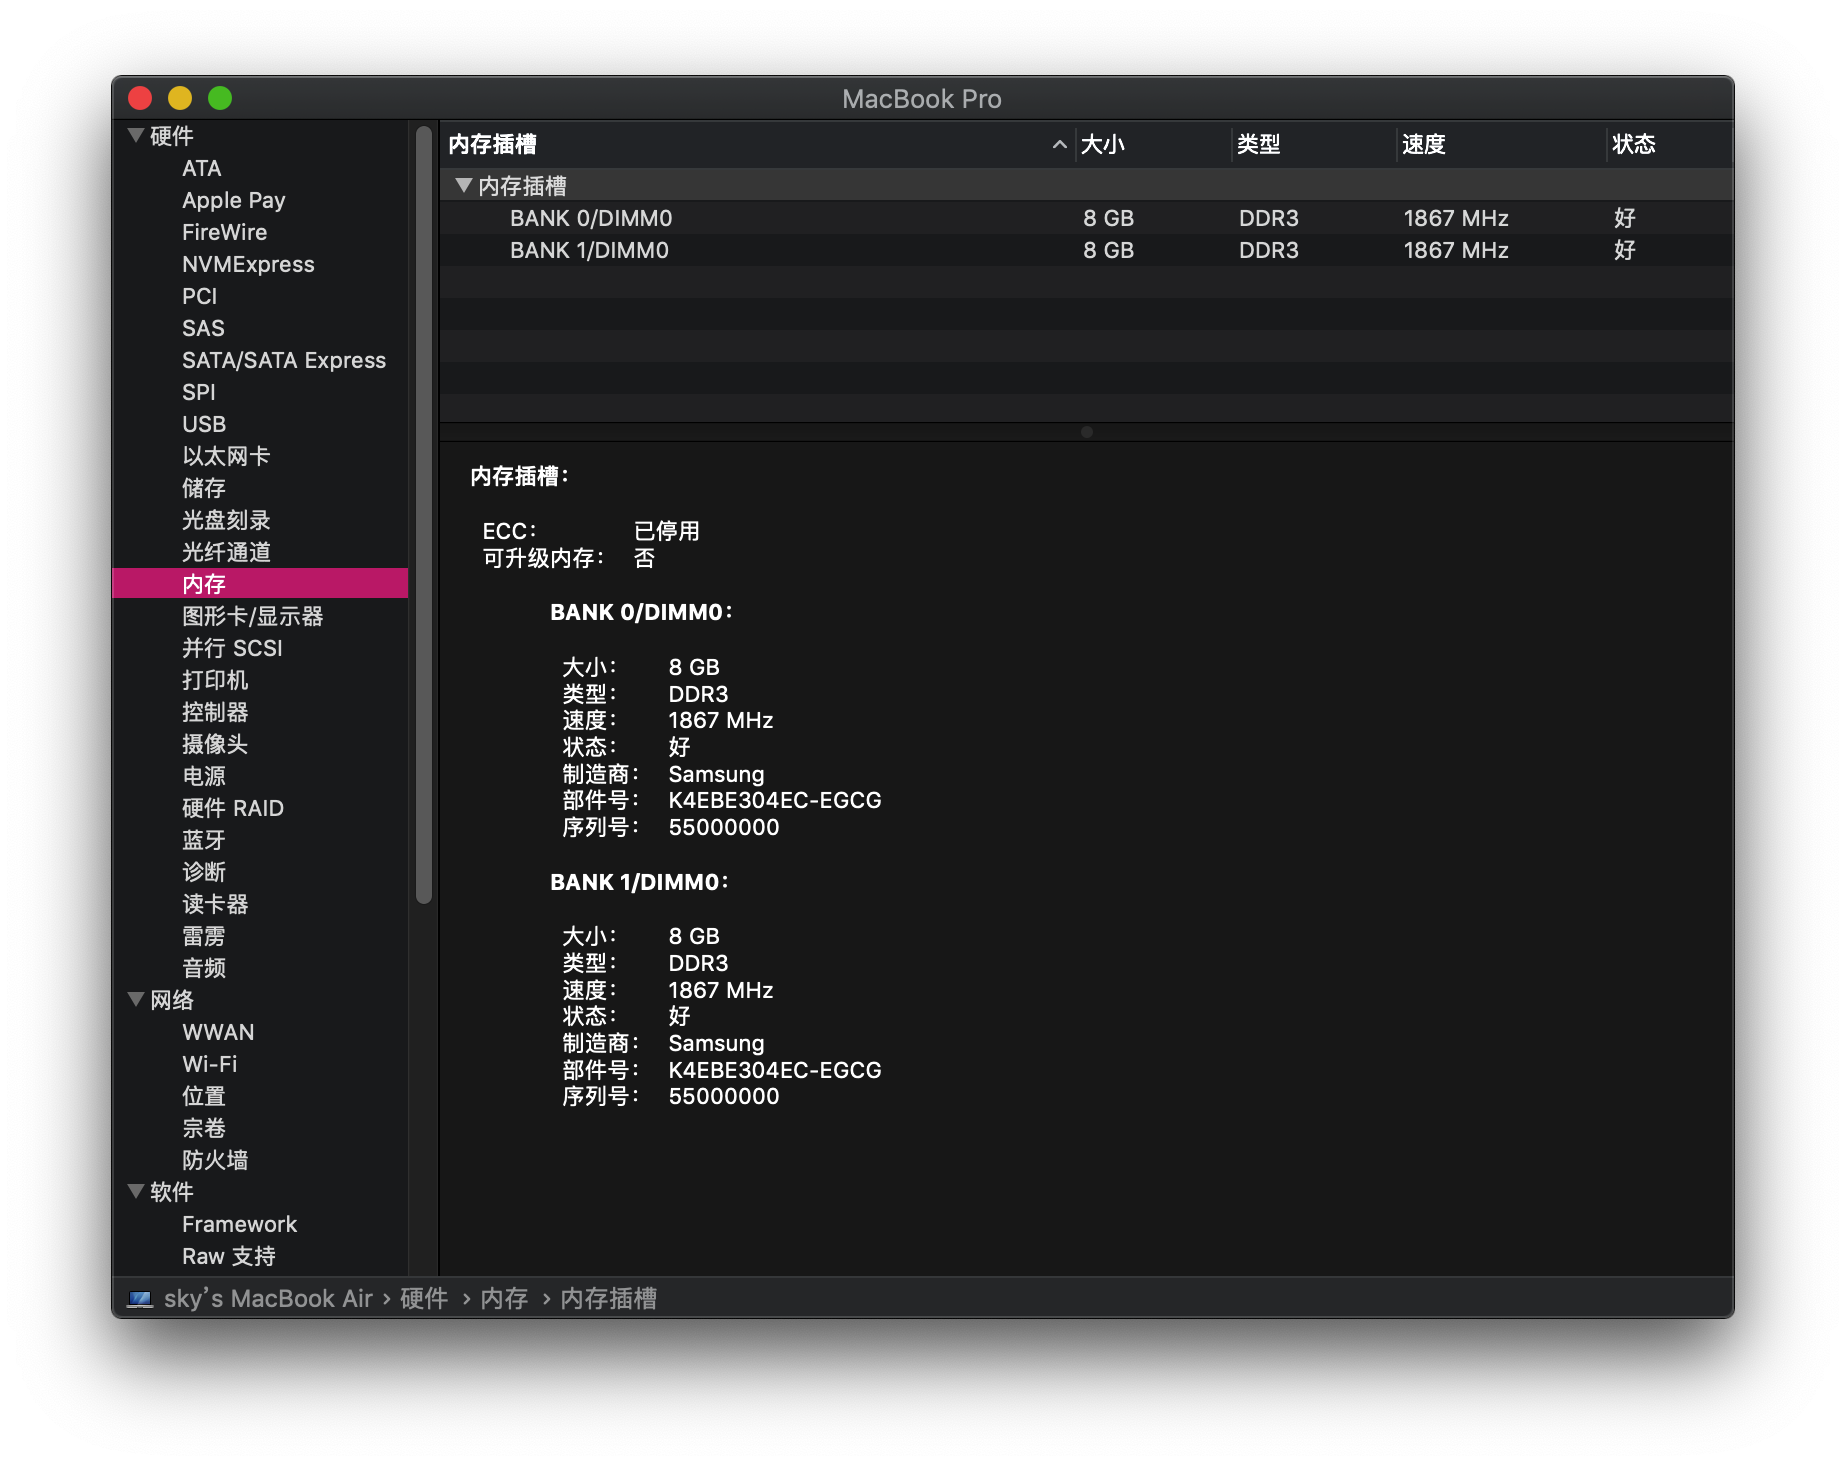 MacBook Pro
硬件
ATA
Apple Pay
FireWire
NVMExpress
PCI
SAS
SATA/SATA Express
SPI
USB
以太网卡
储存
光盘刻录
光纤通道
内存
图形卡/显示器
并行 SCSI
打印机
控制器
摄像头
电源
硬件 RAID
蓝牙
诊断
读卡器
雷雳
音频
网络
WWAN
Wi-Fi
位置
宗卷
防火墙
软件
Framework
Raw 支持
内存插槽 大小 类型 速度 状态
内存插槽
BANK 0/DIMM0 8 GB DDR3 1867 MHz 好
BANK 1/DIMM0 8 GB DDR3 1867 MHz 好
内存插槽：
ECC： 已停用
可升级内存： 否
BANK 0/DIMM0：
大小： 8 GB
类型： DDR3
速度： 1867 MHz
状态： 好
制造商： Samsung
部件号： K4EBE304EC-EGCG
序列号： 55000000
BANK 1/DIMM0：
大小： 8 GB
类型： DDR3
速度： 1867 MHz
状态： 好
制造商： Samsung
部件号： K4EBE304EC-EGCG
序列号： 55000000
sky’s MacBook Air › 硬件 › 内存 › 内存插槽